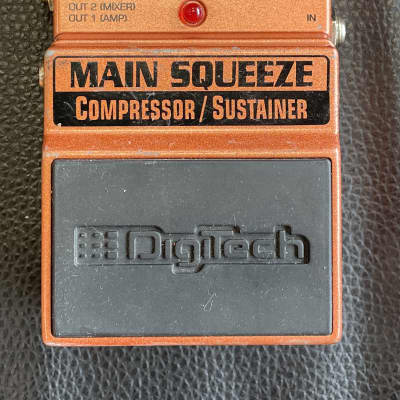 OUT 2 (MIXER)
OUT 1 (AMP) IN
MAIN SQUEEZE
COMPRESSOR/SUSTAINER
DigiTech